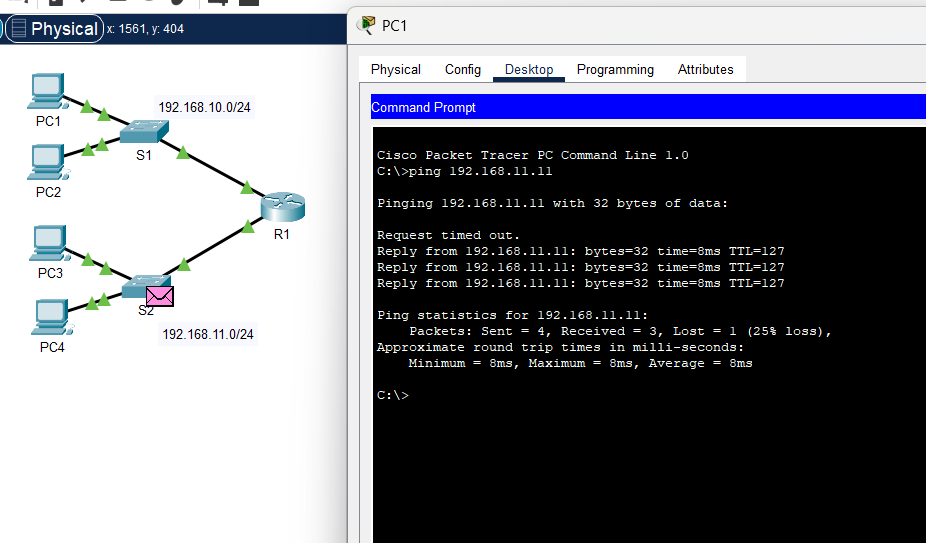 Physical x: 1561, y: 404
PC1
192.168.10.0/24
S1
PC2
R1
PC3
S2
192.168.11.0/24
PC4
PC1
Physical Config Desktop Programming Attributes
Command Prompt
Cisco Packet Tracer PC Command Line 1.0
C:\>ping 192.168.11.11
Pinging 192.168.11.11 with 32 bytes of data:
Request timed out.
Reply from 192.168.11.11: bytes=32 time=8ms TTL=127
Reply from 192.168.11.11: bytes=32 time=8ms TTL=127
Reply from 192.168.11.11: bytes=32 time=8ms TTL=127
Ping statistics for 192.168.11.11:
Packets: Sent = 4, Received = 3, Lost = 1 (25% loss),
Approximate round trip times in milli-seconds:
Minimum = 8ms, Maximum = 8ms, Average = 8ms
C:\>